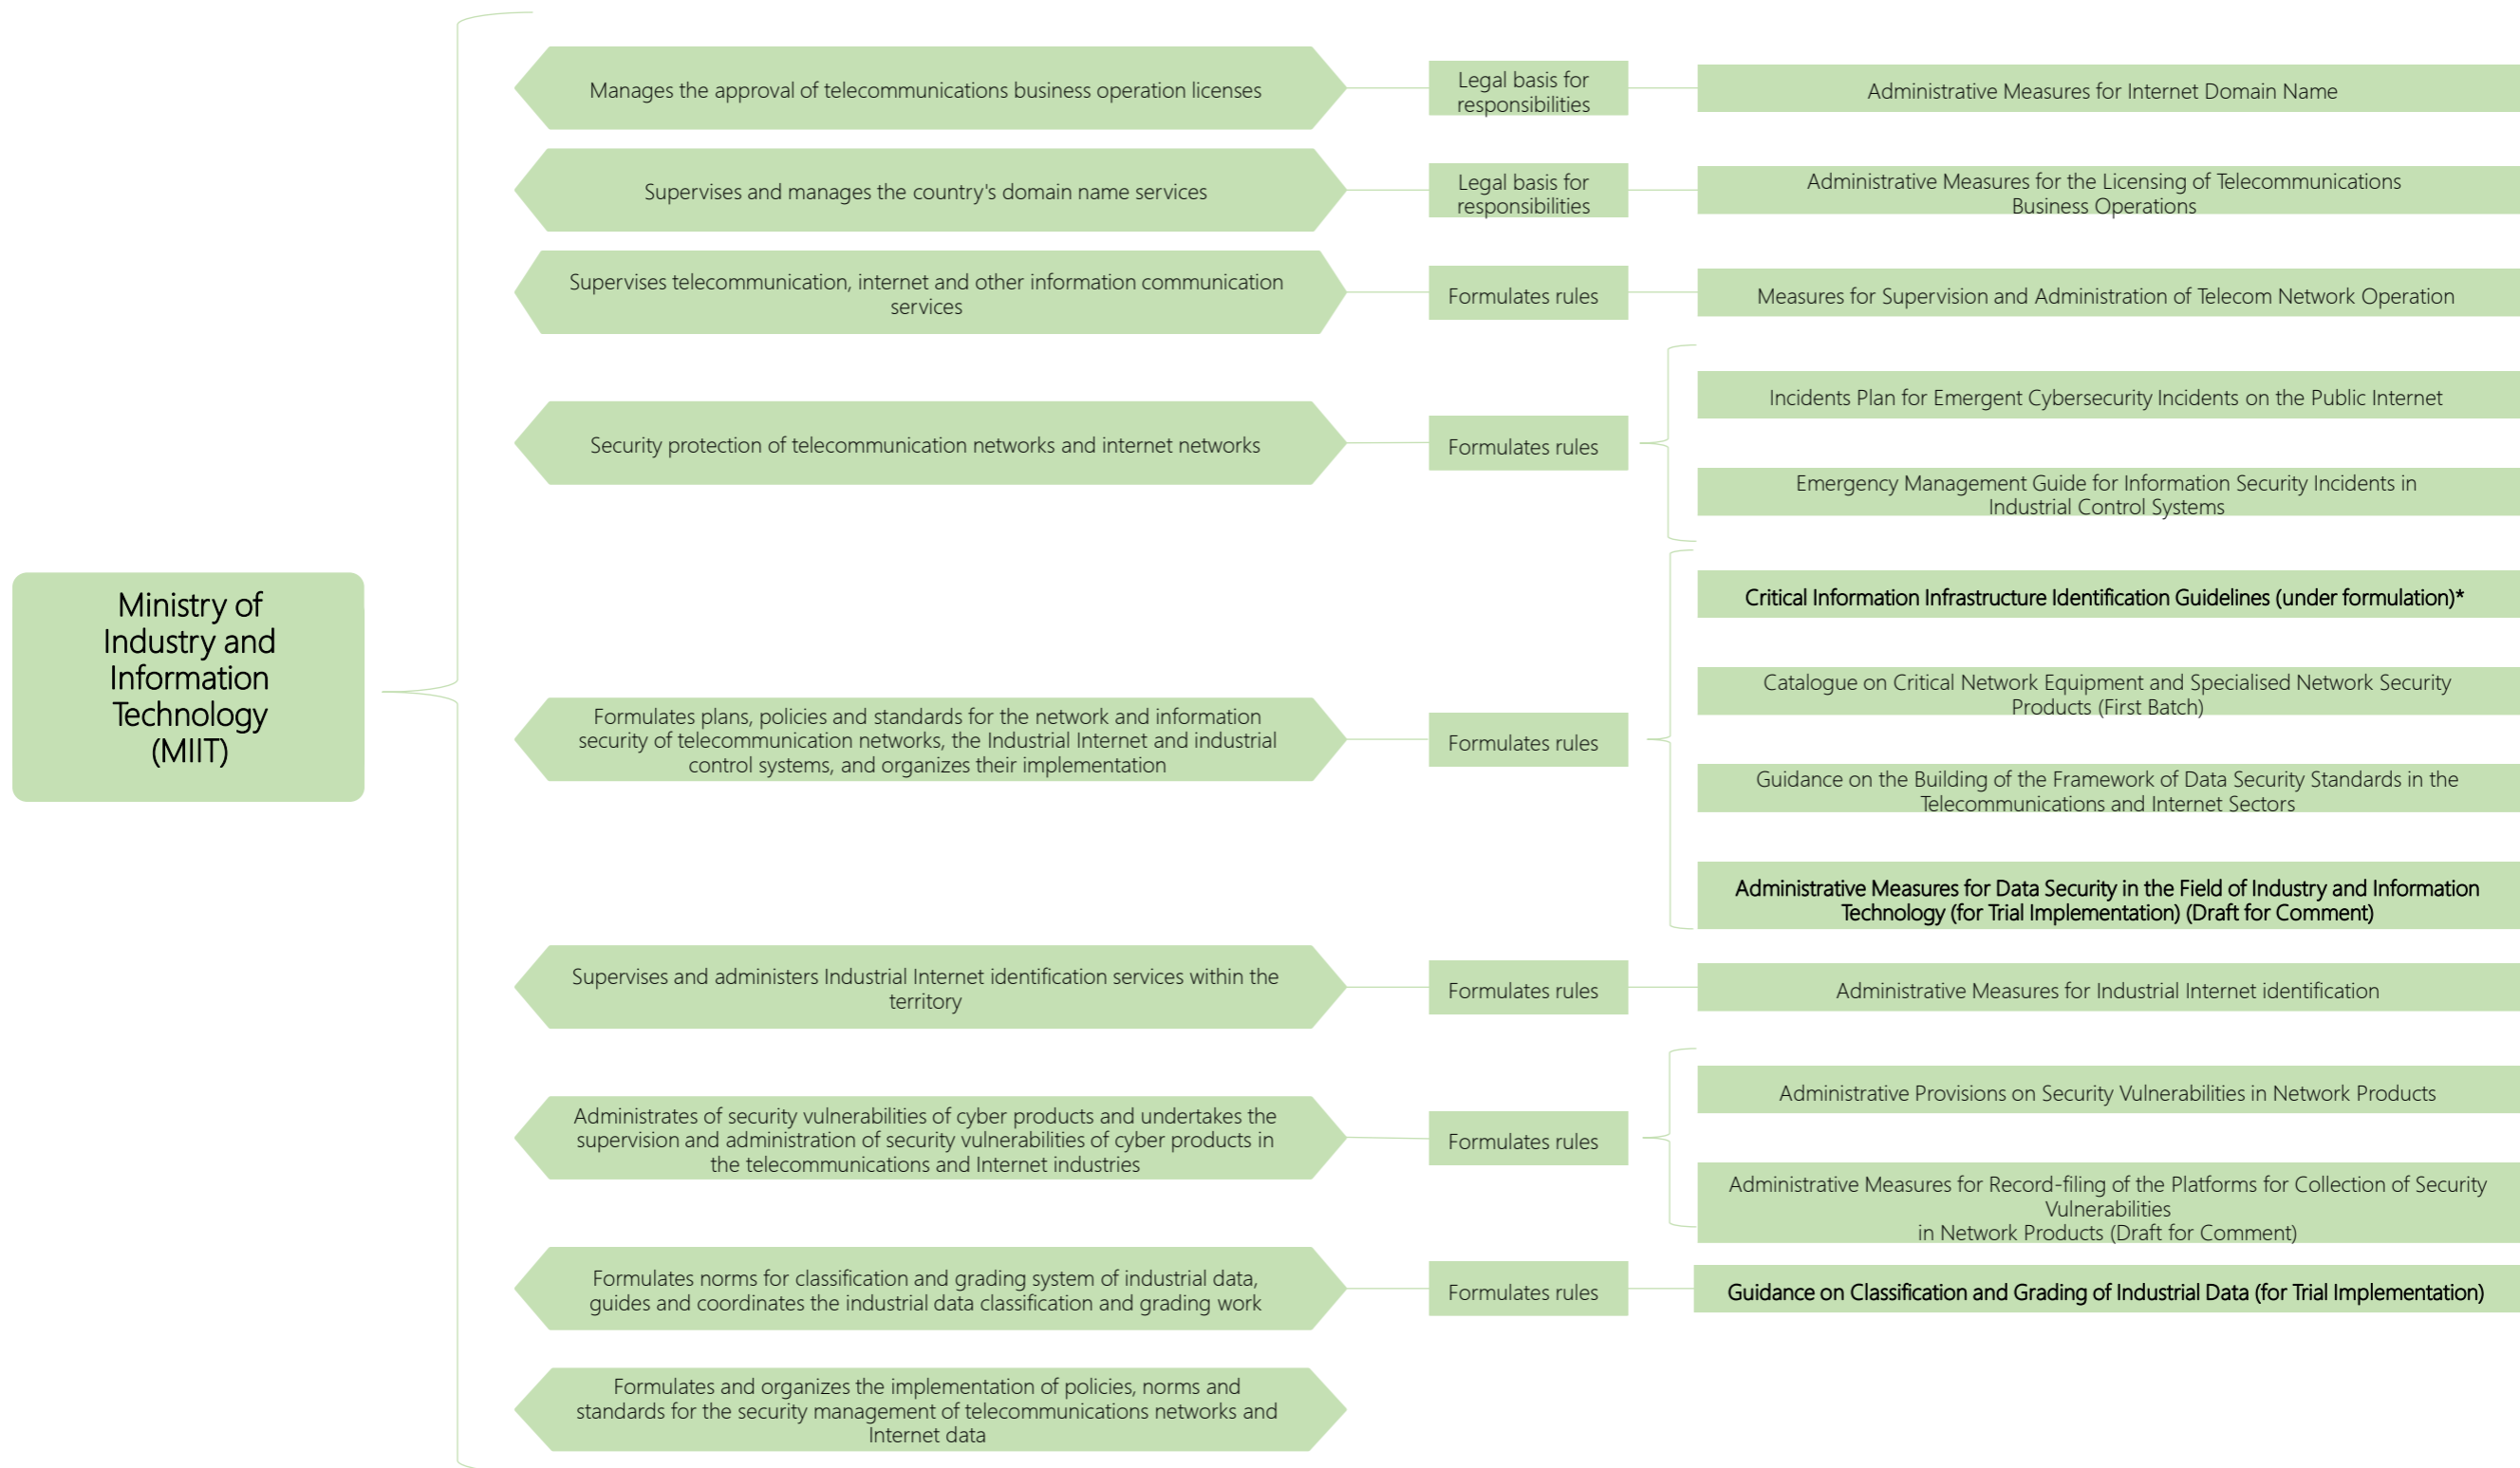 Ministry of
Industry and
Information
Technology
(MIIT)
Manages the approval of telecommunications business operation licenses
Legal basis for
responsibilities
Administrative Measures for Internet Domain Name
Supervises and manages the country's domain name services
Legal basis for
responsibilities
Administrative Measures for the Licensing of Telecommunications
Business Operations
Supervises telecommunication, internet and other information communication
services
Formulates rules
Measures for Supervision and Administration of Telecom Network Operation
Security protection of telecommunication networks and internet networks
Formulates rules
Incidents Plan for Emergent Cybersecurity Incidents on the Public Internet
Emergency Management Guide for Information Security Incidents in
Industrial Control Systems
Formulates plans, policies and standards for the network and information
security of telecommunication networks, the Industrial Internet and industrial
control systems, and organizes their implementation
Formulates rules
Critical Information Infrastructure Identification Guidelines (under formulation)*
Catalogue on Critical Network Equipment and Specialised Network Security
Products (First Batch)
Guidance on the Building of the Framework of Data Security Standards in the
Telecommunications and Internet Sectors
Administrative Measures for Data Security in the Field of Industry and Information
Technology (for Trial Implementation) (Draft for Comment)
Supervises and administers Industrial Internet identification services within the
territory
Formulates rules
Administrative Measures for Industrial Internet identification
Administrates of security vulnerabilities of cyber products and undertakes the
supervision and administration of security vulnerabilities of cyber products in
the telecommunications and Internet industries
Formulates rules
Administrative Provisions on Security Vulnerabilities in Network Products
Administrative Measures for Record-filing of the Platforms for Collection of Security
Vulnerabilities
in Network Products (Draft for Comment)
Formulates norms for classification and grading system of industrial data,
guides and coordinates the industrial data classification and grading work
Formulates rules
Guidance on Classification and Grading of Industrial Data (for Trial Implementation)
Formulates and organizes the implementation of policies, norms and
standards for the security management of telecommunications networks and
Internet data